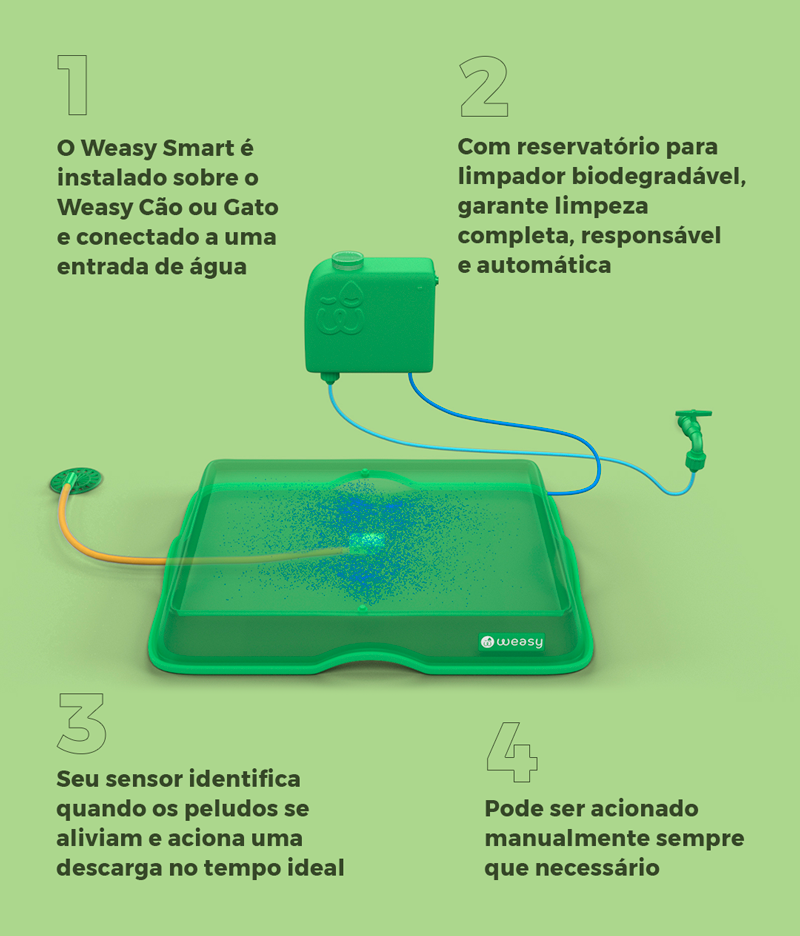 1
O Weasy Smart é
instalado sobre o
Weasy Cão ou Gato
e conectado a uma
entrada de água
2
Com reservatório para
limpador biodegradável,
garante limpeza
completa, responsável
e automática
weasy
3
Seu sensor identifica
quando os peludos se
aliviam e aciona uma
descarga no tempo ideal
4
Pode ser acionado
manualmente sempre
que necessário